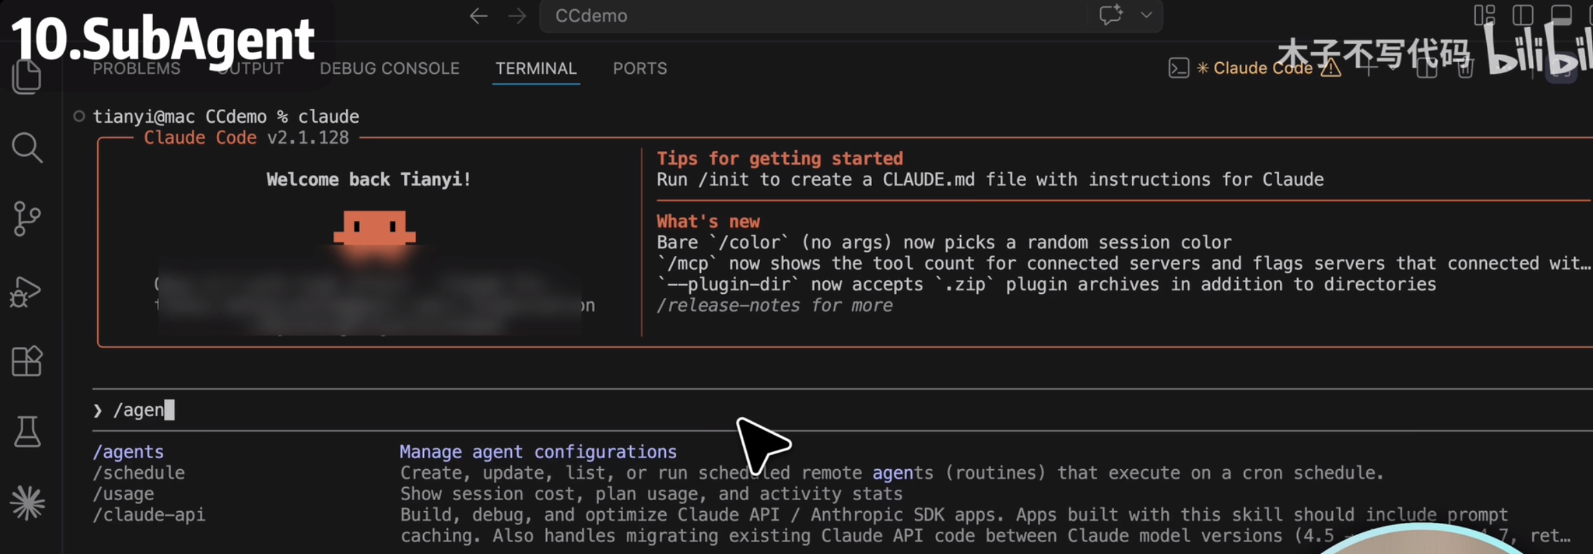 10.SubAgent
CCdemo
木子不写代码 bilibil
PROBLEMS OUTPUT DEBUG CONSOLE TERMINAL PORTS
Claude Code
tianyi@mac CCdemo % claude
Claude Code v2.1.128
Welcome back Tianyi!
Tips for getting started
Run /init to create a CLAUDE.md file with instructions for Claude
What's new
Bare `/color` (no args) now picks a random session color
`/mcp` now shows the tool count for connected servers and flags servers that connected wit…
`--plugin-dir` now accepts `.zip` plugin archives in addition to directories
/release-notes for more
❯ /agen
/agents Manage agent configurations
/schedule Create, update, list, or run scheduled remote agents (routines) that execute on a cron schedule.
/usage Show session cost, plan usage, and activity stats
/claude-api Build, debug, and optimize Claude API / Anthropic SDK apps. Apps built with this skill should include prompt
caching. Also handles migrating existing Claude API code between Claude model versions (4.5 7, ret…